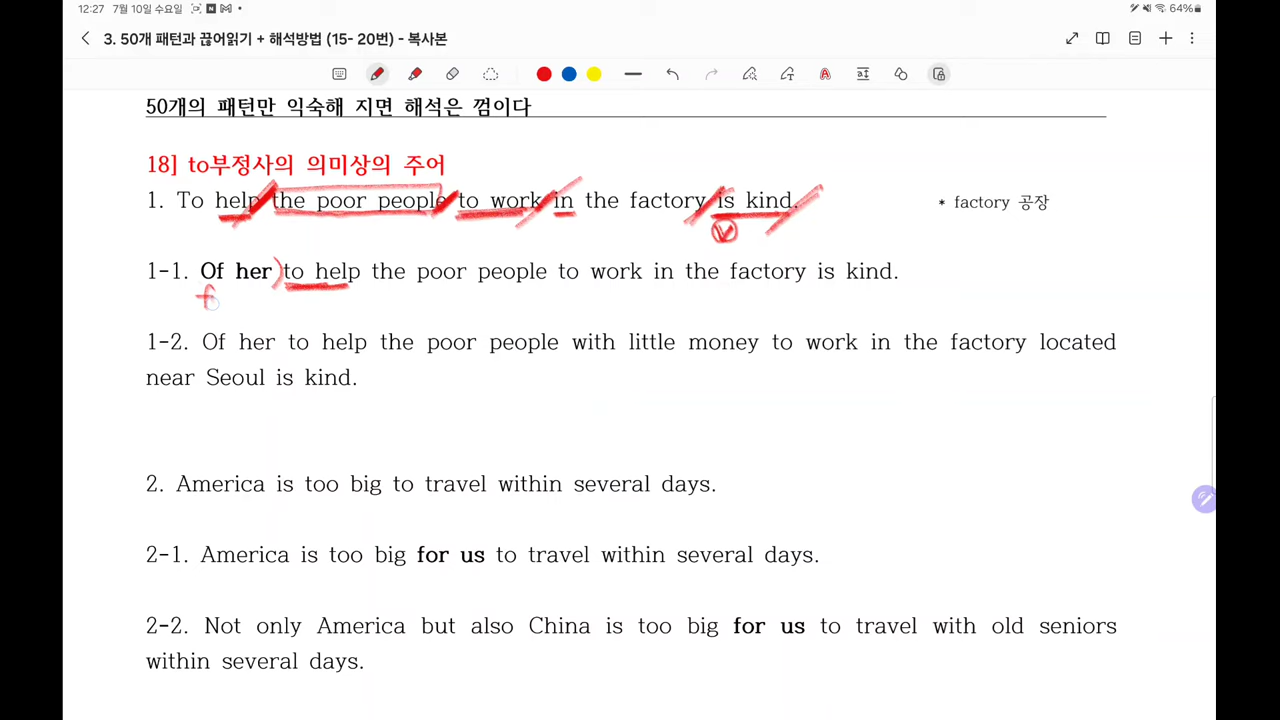 12:27 7월 10일 수요일
64%
3. 50개 패턴과 끊어읽기 + 해석방법 (15- 20번) - 복사본
50개의 패턴만 익숙해 지면 해석은 껌이다
18] to부정사의 의미상의 주어
1. To help the poor people to work in the factory is kind. * factory 공장
1-1. Of her to help the poor people to work in the factory is kind.
1-2. Of her to help the poor people with little money to work in the factory located
near Seoul is kind.
2. America is too big to travel within several days.
2-1. America is too big for us to travel within several days.
2-2. Not only America but also China is too big for us to travel with old seniors
within several days.